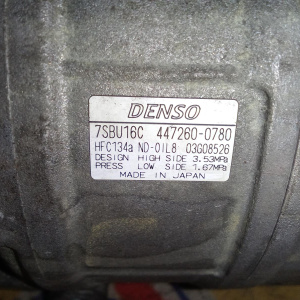 DENSO
7SBU16C 447260-0780
HFC134a ND-OIL8 03G08526
DESIGN HIGH SIDE 3.53MPa
PRESS LOW SIDE 1.67MPa
MADE IN JAPAN